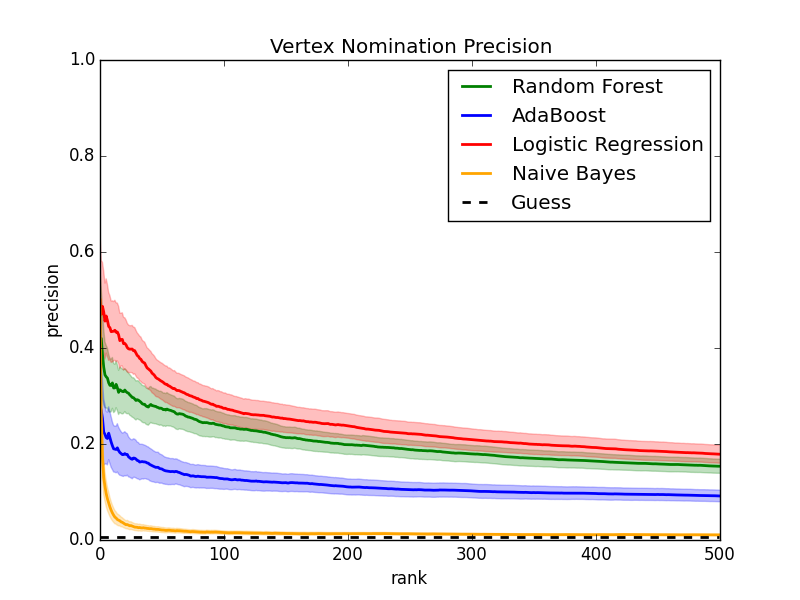 Vertex Nomination Precision
1.0
0.8
0.6
0.4
0.2
0.0
precision
Random Forest
AdaBoost
Logistic Regression
Naive Bayes
Guess
0 100 200 300 400 500
rank